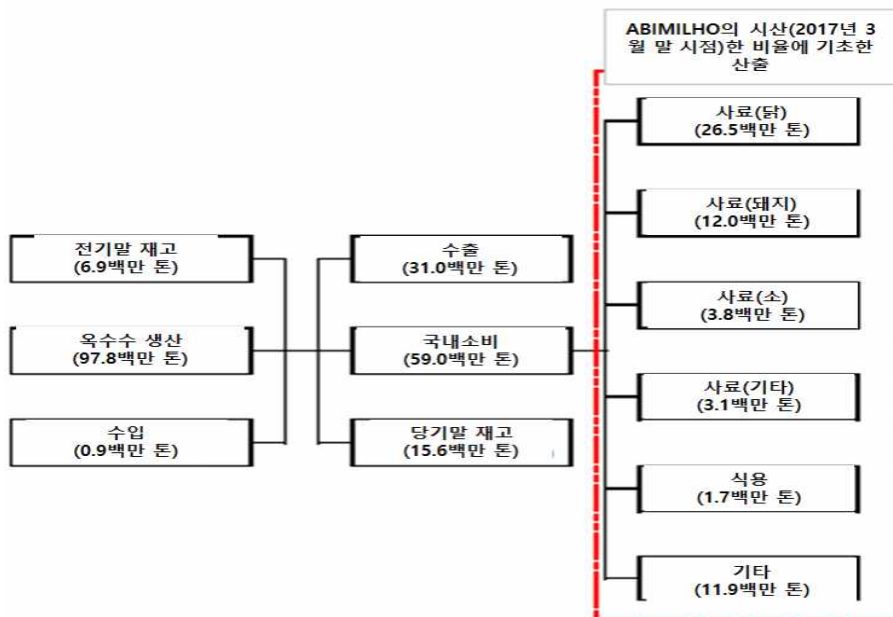 ABIMILHO의 시산(2017년 3
월 말 시점)한 비율에 기초한
산출
전기말 재고
(6.9백만 톤)
옥수수 생산
(97.8백만 톤)
수입
(0.9백만 톤)
수출
(31.0백만 톤)
국내소비
(59.0백만 톤)
당기말 재고
(15.6백만 톤)
사료(닭)
(26.5백만 톤)
사료(돼지)
(12.0백만 톤)
사료(소)
(3.8백만 톤)
사료(기타)
(3.1백만 톤)
식용
(1.7백만 톤)
기타
(11.9백만 톤)